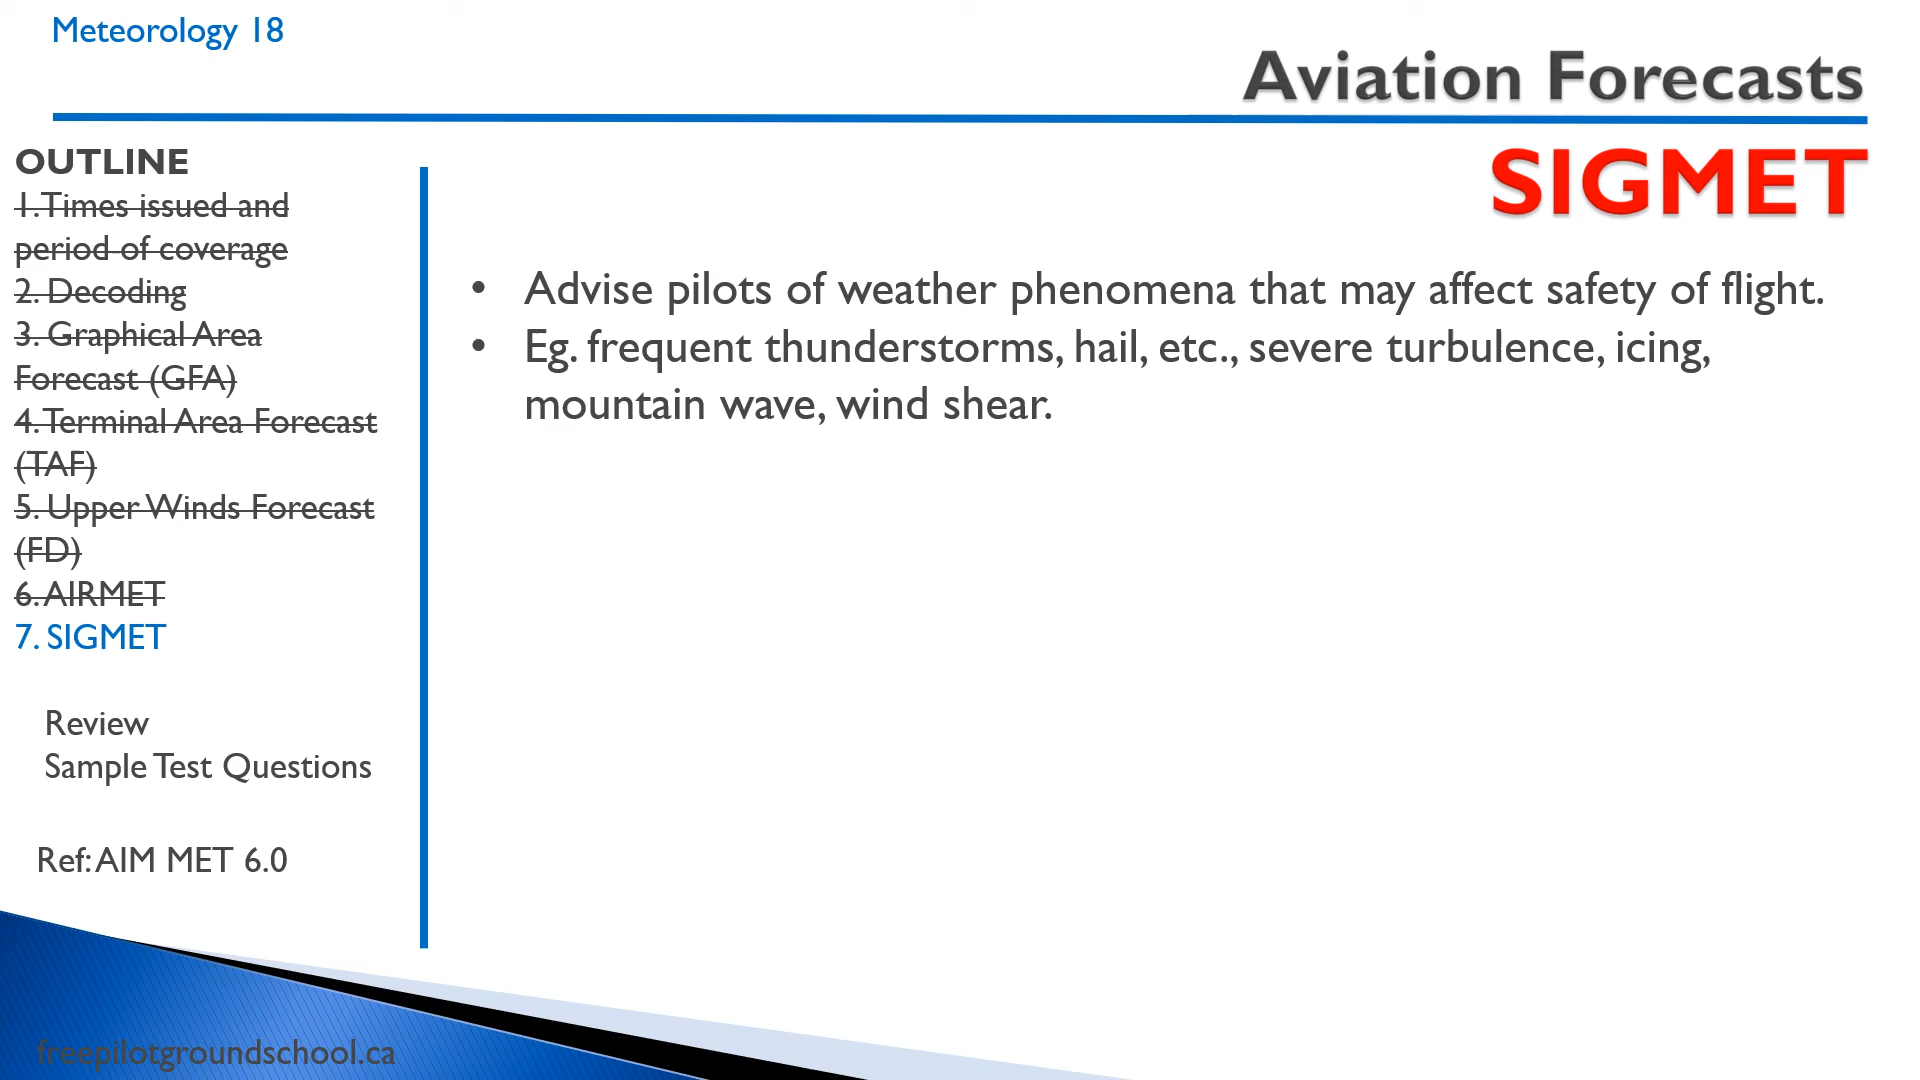 Meteorology 18
Aviation Forecasts
SIGMET
OUTLINE
1. Times issued and
period of coverage
2. Decoding
3. Graphical Area
Forecast (GFA)
4. Terminal Area Forecast
(TAF)
5. Upper Winds Forecast
(FD)
6. AIRMET
7. SIGMET
Review
Sample Test Questions
Ref: AIM MET 6.0
• Advise pilots of weather phenomena that may affect safety of flight.
• Eg. frequent thunderstorms, hail, etc., severe turbulence, icing,
mountain wave, wind shear.
freepilotgroundschool.ca